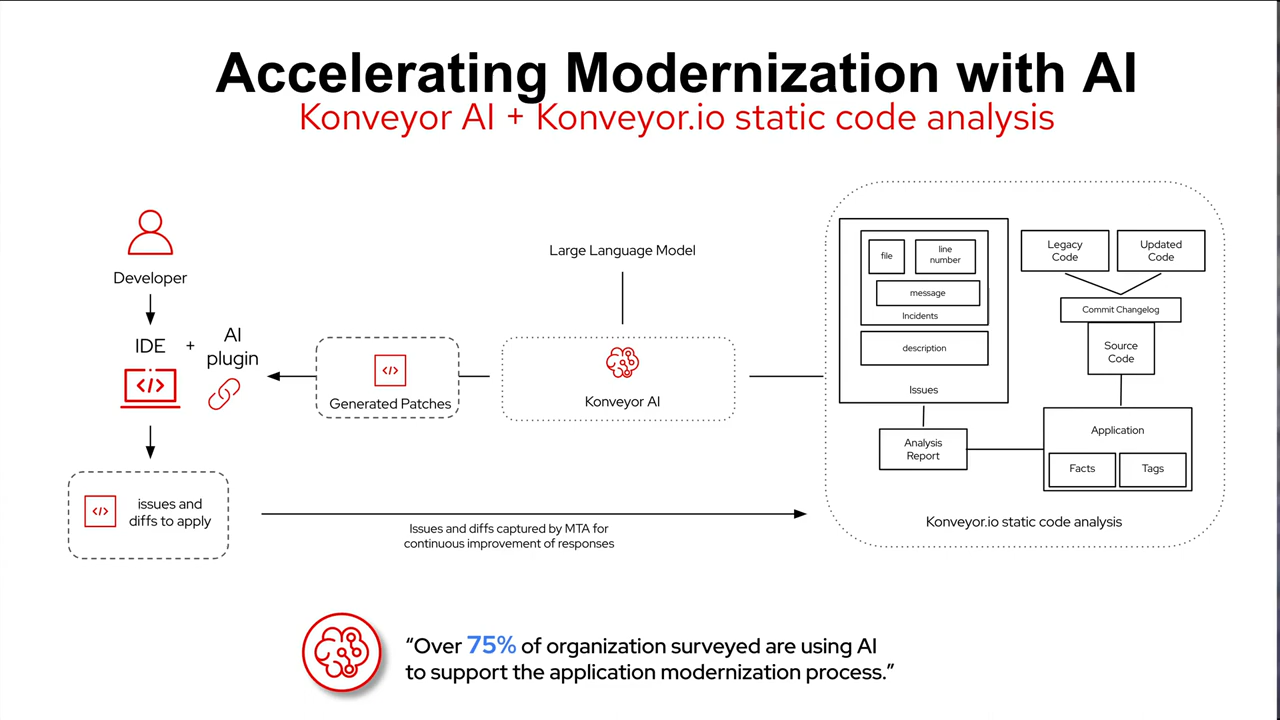 Accelerating Modernization with AI
Konveyor AI + Konveyor.io static code analysis
Developer
IDE + AI
plugin
</>
issues and
diffs to apply
</>
Generated Patches
</>
Large Language Model
Konveyor AI
Issues and diffs captured by MTA for
continuous improvement of responses
file
line
number
message
Incidents
description
Issues
Analysis
Report
Legacy
Code
Updated
Code
Commit Changelog
Source
Code
Application
Facts
Tags
Konveyor.io static code analysis
“Over 75% of organization surveyed are using AI
to support the application modernization process.”